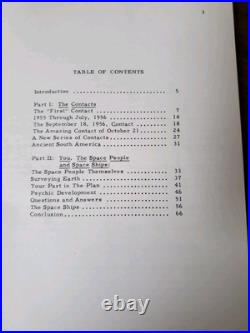 3
TABLE OF CONTENTS
Introduction ........................ 5
Part I: The Contacts
The "First" Contact ................. 7
1955 Through July, 1956 ............. 14
The September 18, 1956, Contact ..... 18
The Amazing Contact of October 21 ... 24
A New Series of Contacts ............ 27
Ancient South America ............... 31
Part II: You, The Space People
and Space Ships:
The Space People Themselves ......... 33
Surveying Earth ..................... 37
Your Part in The Plan ............... 41
Psychic Development ................. 46
Questions and Answers ............... 51
The Space Ships ..................... 56
Conclusion .......................... 66